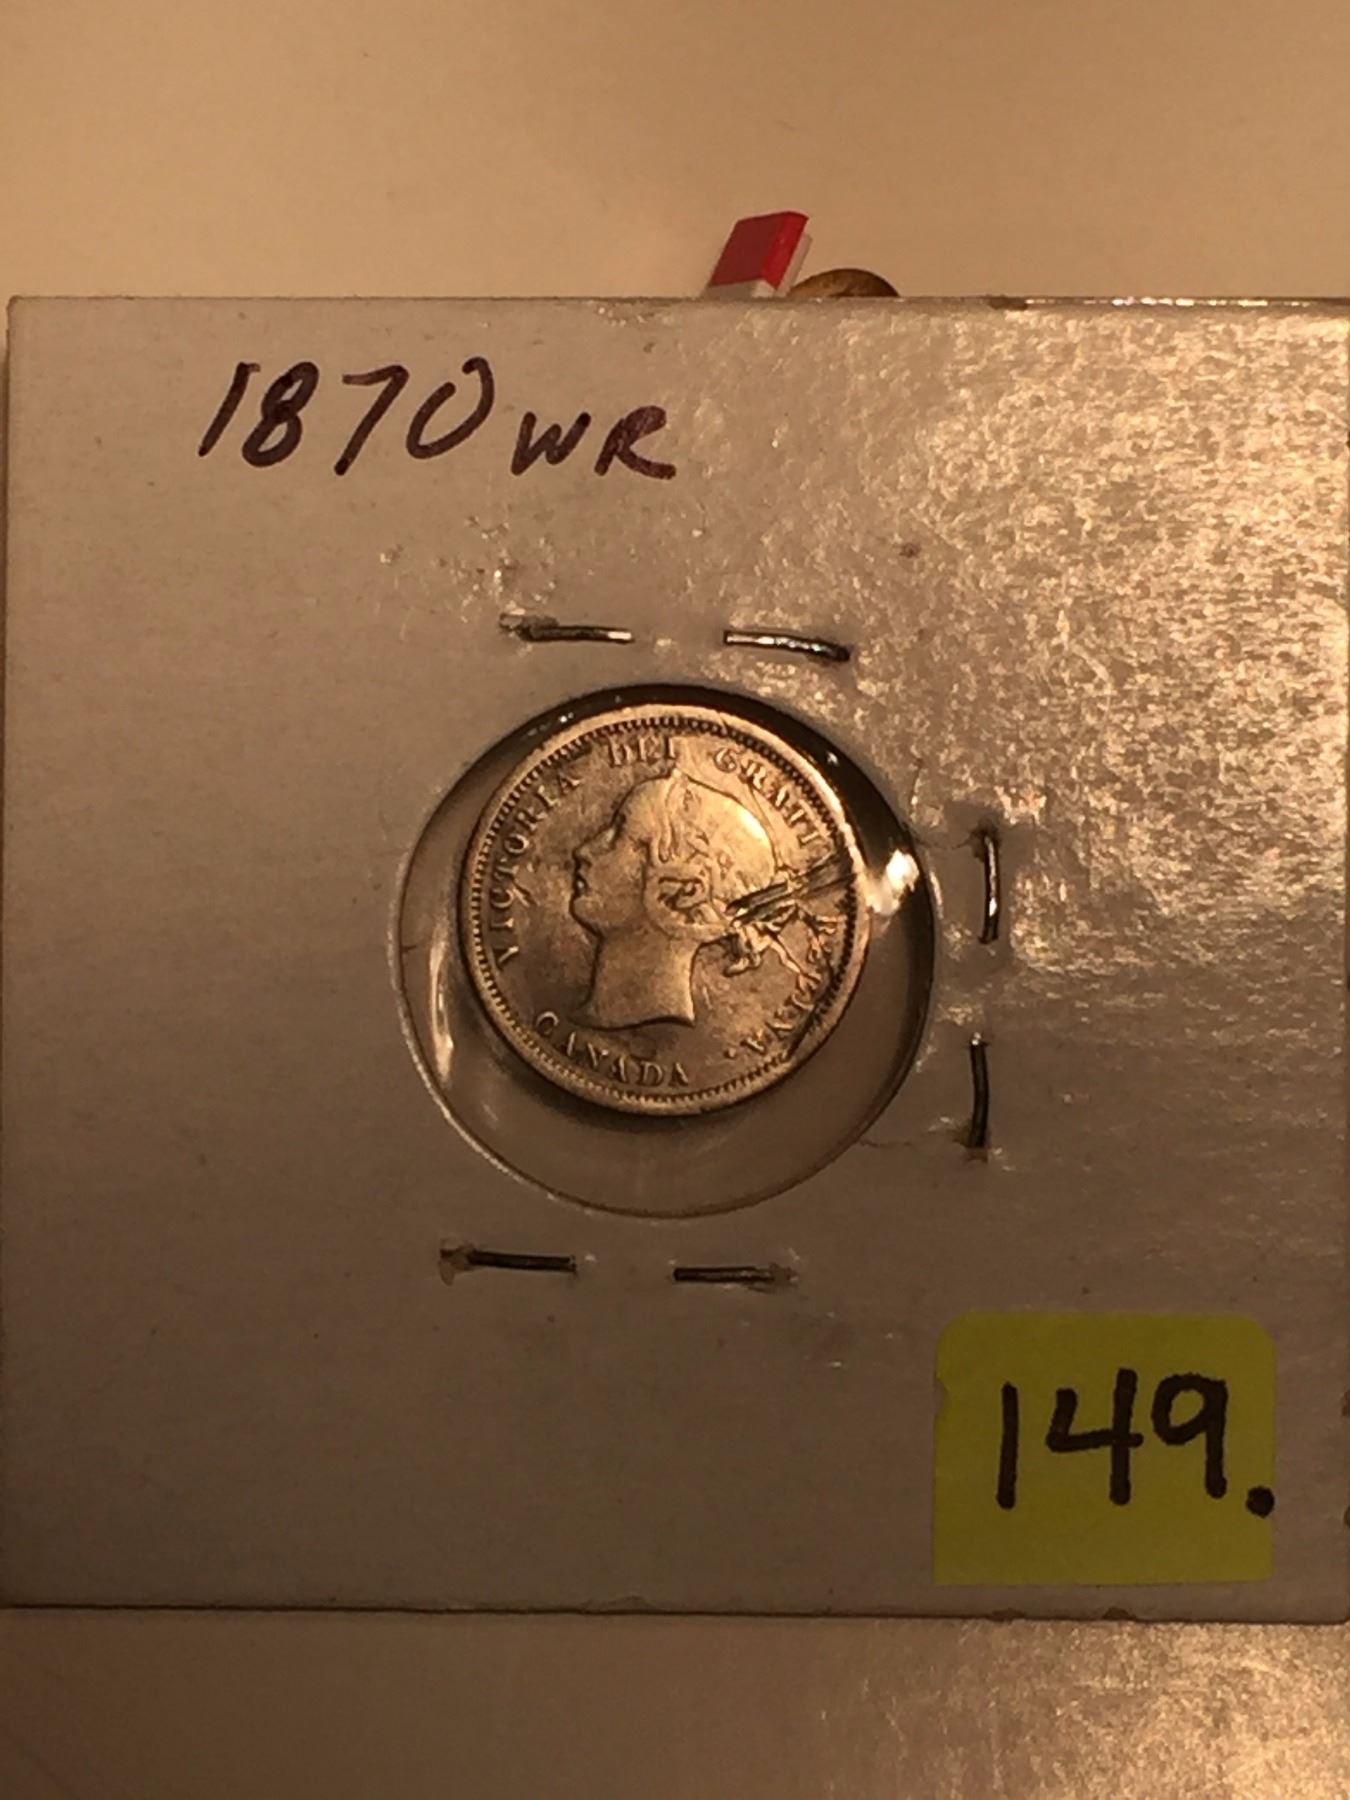 1870 WR
VICTORIA DEI GRATIA REGINA.
CANADA
149.